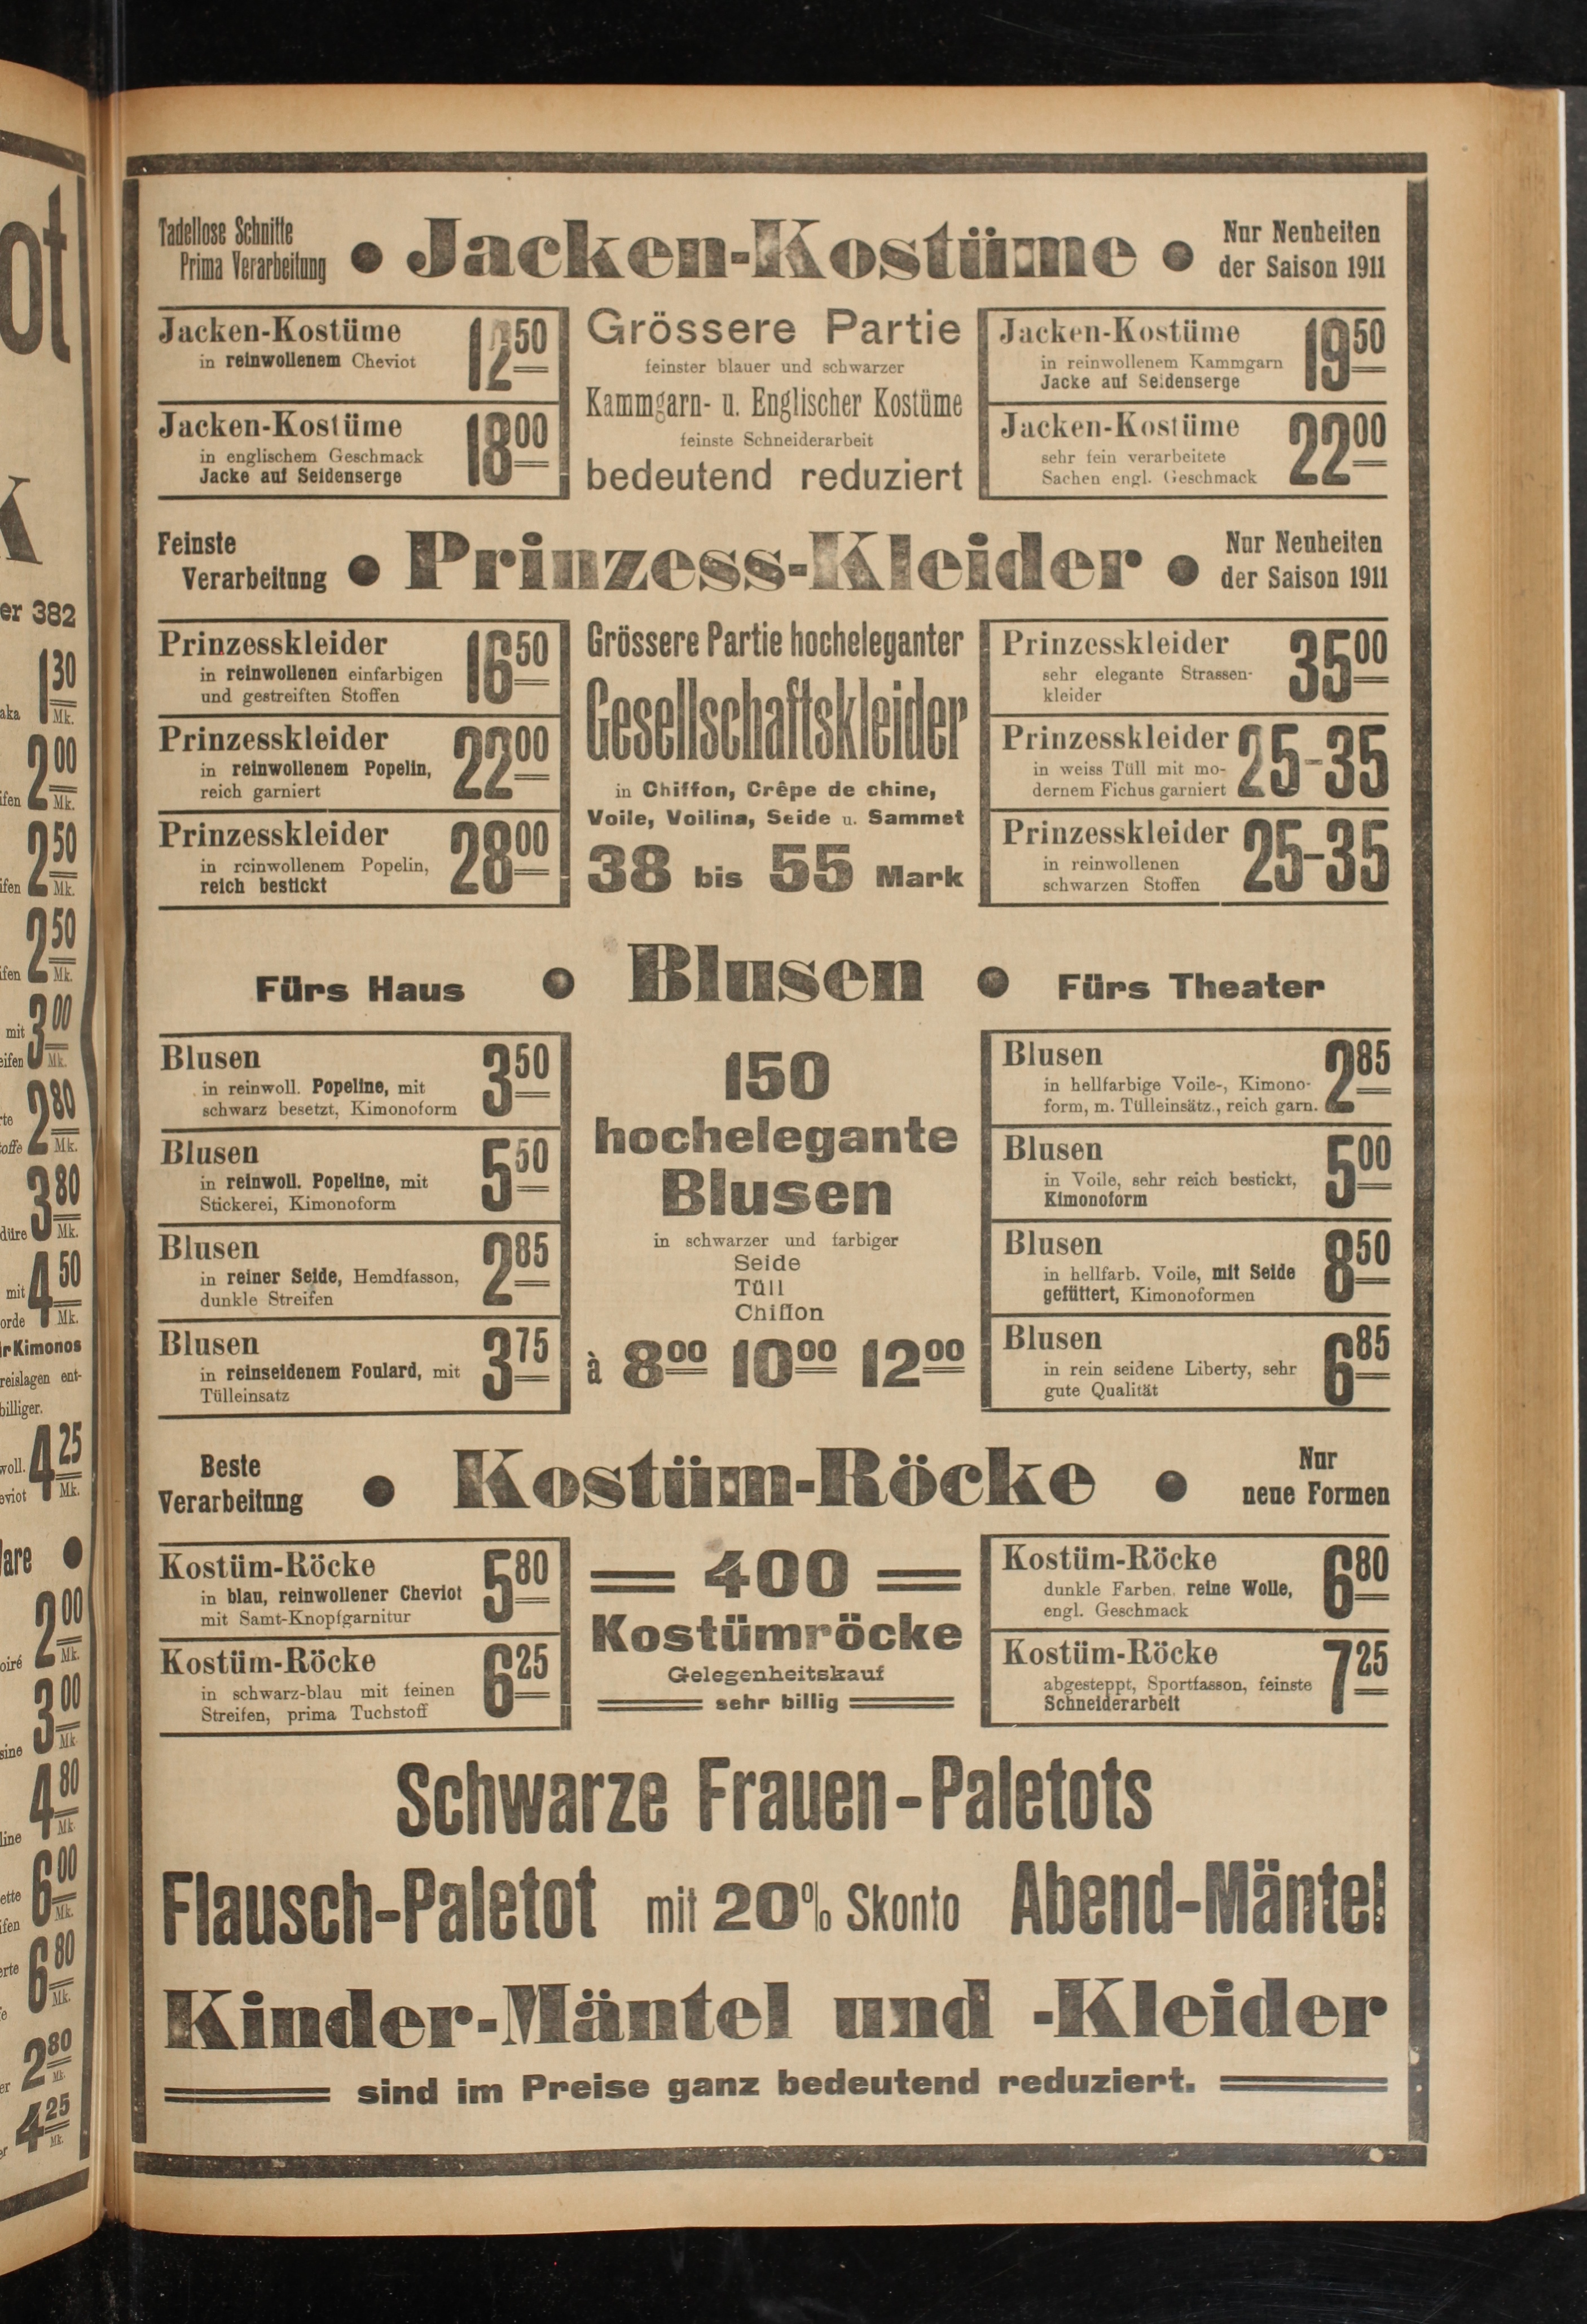 Tadellose Schnitte
Prima Verarbeitung
● Jacken-Kostüme ●
Nur Neuheiten
der Saison 1911
Jacken-Kostüme
in reinwollenem Cheviot
12 50
Jacken-Kostüme
in englischem Geschmack
Jacke auf Seidenserge
18 00
Grössere Partie
feinster blauer und schwarzer
Kammgarn- u. Englischer Kostüme
feinste Schneiderarbeit
bedeutend reduziert
Jacken-Kostüme
in reinwollenem Kammgarn
Jacke auf Seidenserge
19 50
Jacken-Kostüme
sehr fein verarbeitete
Sachen engl. Geschmack
22 00
Feinste
Verarbeitung
● Prinzess-Kleider ●
Nur Neuheiten
der Saison 1911
Prinzesskleider
in reinwollenen einfarbigen
und gestreiften Stoffen
16 50
Prinzesskleider
in reinwollenem Popelin,
reich garniert
22 00
Prinzesskleider
in reinwollenem Popelin,
reich bestickt
28 00
Grössere Partie hocheleganter
Gesellschaftskleider
in Chiffon, Crêpe de chine,
Voile, Voilina, Seide u. Sammet
38 bis 55 Mark
Prinzesskleider
sehr elegante Strassen-
kleider
35 00
Prinzesskleider
in weiss Tüll mit mo-
dernem Fichus garniert
25-35
Prinzesskleider
in reinwollenen
schwarzen Stoffen
25-35
Fürs Haus
● Blusen ●
Fürs Theater
Blusen
in reinwoll. Popeline, mit
schwarz besetzt, Kimonoform
3 50
Blusen
in reinwoll. Popeline, mit
Stickerei, Kimonoform
5 50
Blusen
in reiner Seide, Hemdfasson,
dunkle Streifen
2 85
Blusen
in reinseidenem Foulard, mit
Tülleinsatz
3 75
150
hochelegante
Blusen
in schwarzer und farbiger
Seide
Tüll
Chiffon
à 8 00 10 00 12 00
Blusen
in hellfarbige Voile-, Kimono-
form, m. Tülleinsätz., reich garn.
2 85
Blusen
in Voile, sehr reich bestickt,
Kimonoform
5 00
Blusen
in hellfarb. Voile, mit Seide
gefüttert, Kimonoformen
8 50
Blusen
in rein seidene Liberty, sehr
gute Qualität
6 85
Beste
Verarbeitung
● Kostüm-Röcke ●
Nur
neue Formen
Kostüm-Röcke
in blau, reinwollener Cheviot
mit Samt-Knopfgarnitur
5 80
Kostüm-Röcke
in schwarz-blau mit feinen
Streifen, prima Tuchstoff
6 25
400
Kostümröcke
Gelegenheitskauf
sehr billig
Kostüm-Röcke
dunkle Farben, reine Wolle,
engl. Geschmack
6 80
Kostüm-Röcke
abgesteppt, Sportfasson, feinste
Schneiderarbeit
7 25
Schwarze Frauen-Paletots
Flausch-Paletot mit 20% Skonto Abend-Mäntel
Kinder-Mäntel und -Kleider
sind im Preise ganz bedeutend reduziert.